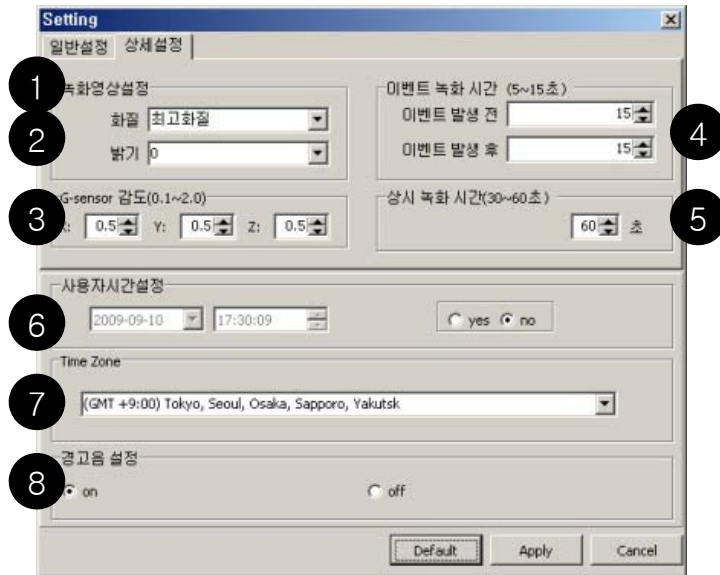 Setting
일반설정 상세설정
1 녹화영상설정
2 화질 최고화질
밝기 0
이벤트 녹화 시간 (5~15초)
이벤트 발생 전 15
이벤트 발생 후 15
4
3 G-sensor 감도(0.1~2.0)
X: 0.5 Y: 0.5 Z: 0.5
상시 녹화 시간(30~60초)
60 초
5
사용자시간설정
6 2009-09-10 17:30:09 yes no
Time Zone
7 (GMT +9:00) Tokyo, Seoul, Osaka, Sapporo, Yakutsk
경고음 설정
8 on off
Default Apply Cancel